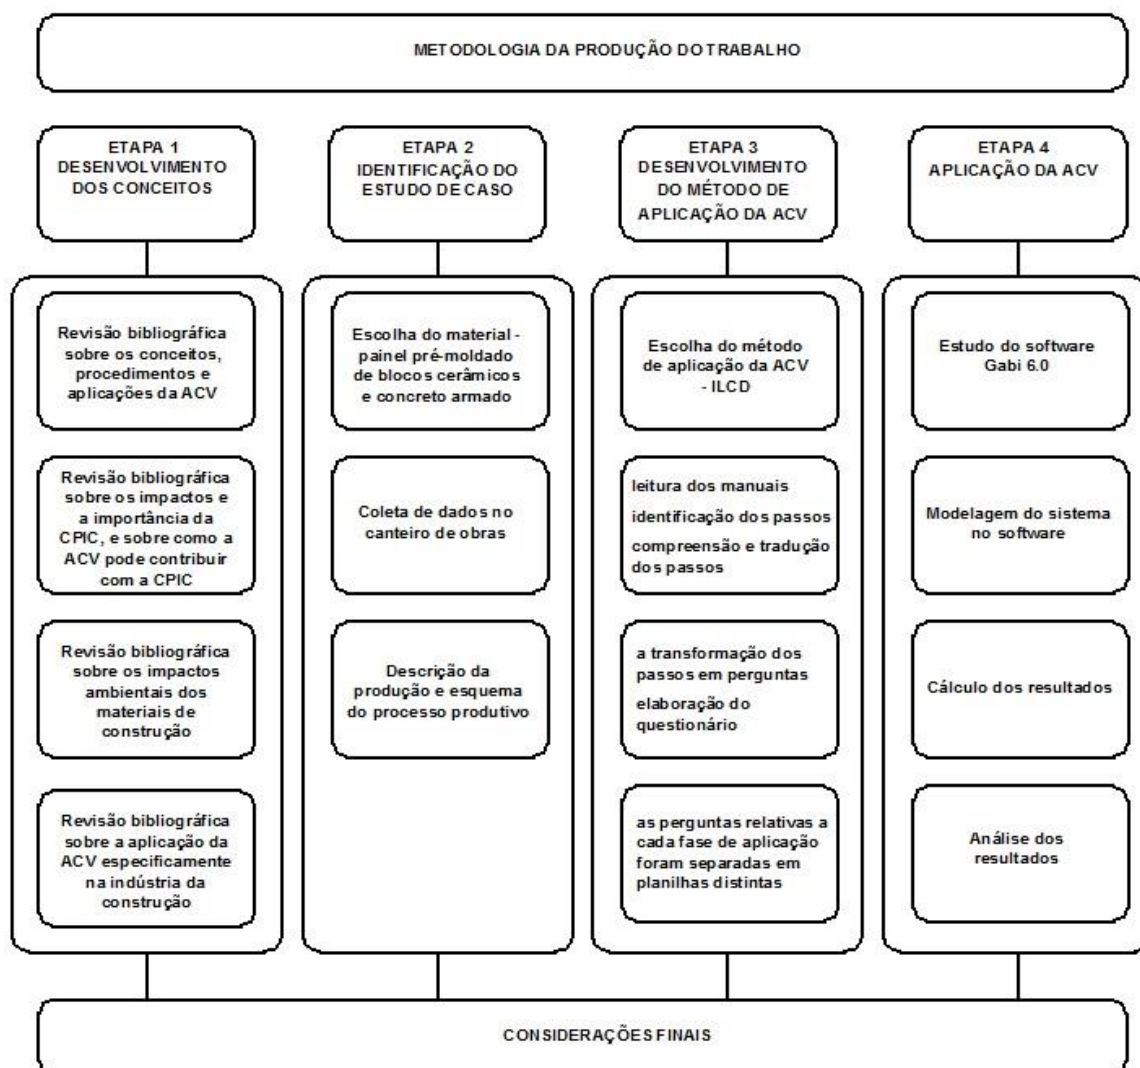 METODOLOGIA DA PRODUÇÃO DO TRABALHO
ETAPA 1
DESENVOLVIMENTO
DOS CONCEITOS
Revisão bibliográfica
sobre os conceitos,
procedimentos e
aplicações da ACV
Revisão bibliográfica
sobre os impactos e
a importância da
CPIC, e sobre como a
ACV pode contribuir
com a CPIC
Revisão bibliográfica
sobre os impactos
ambientais dos
materiais de
construção
Revisão bibliográfica
sobre a aplicação da
ACV especificamente
na indústria da
construção
ETAPA 2
IDENTIFICAÇÃO DO
ESTUDO DE CASO
Escolha do material -
painel pré-moldado
de blocos cerâmicos
e concreto armado
Coleta de dados no
canteiro de obras
Descrição da
produção e esquema
do processo produtivo
ETAPA 3
DESENVOLVIMENTO
DO MÉTODO DE
APLICAÇÃO DA ACV
Escolha do método
de aplicação da ACV
- ILCD
leitura dos manuais
identificação dos passos
compreensão e tradução
dos passos
a transformação dos
passos em perguntas
elaboração do
questionário
as perguntas relativas a
cada fase de aplicação
foram separadas em
planilhas distintas
ETAPA 4
APLICAÇÃO DA ACV
Estudo do software
Gabi 6.0
Modelagem do sistema
no software
Cálculo dos resultados
Análise dos
resultados
CONSIDERAÇÕES FINAIS